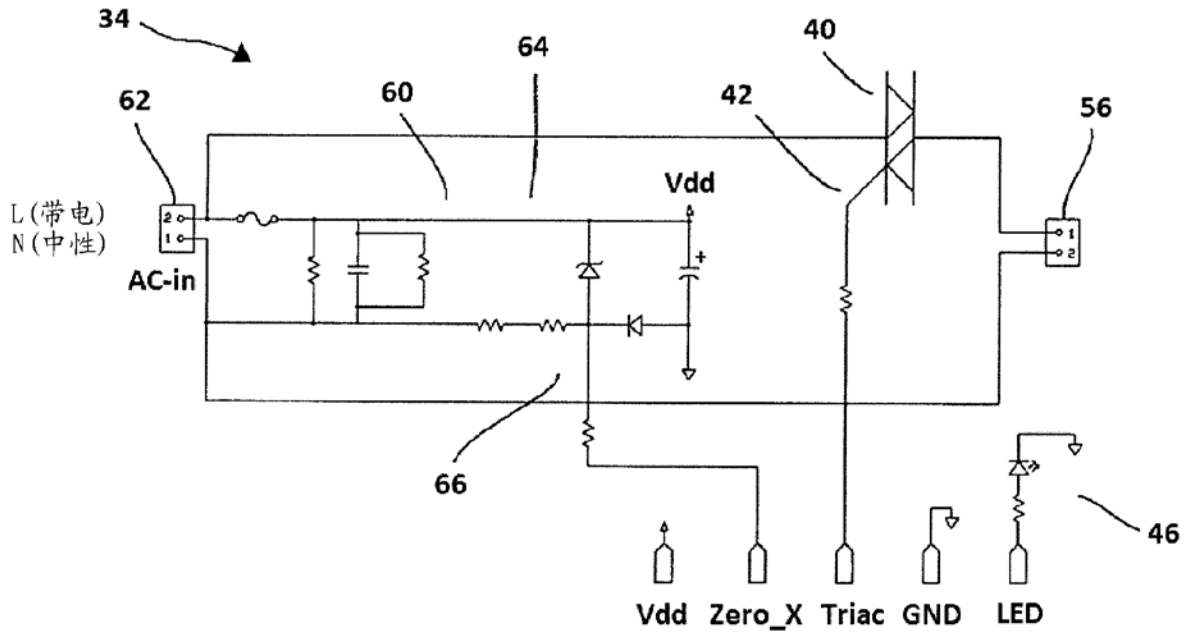 34
64
40
62
60
42
56
Vdd
L(带电)
2
N(中性)
1
AC-in
+
1
2
66
46
Vdd
Zero_X
Triac
GND
LED